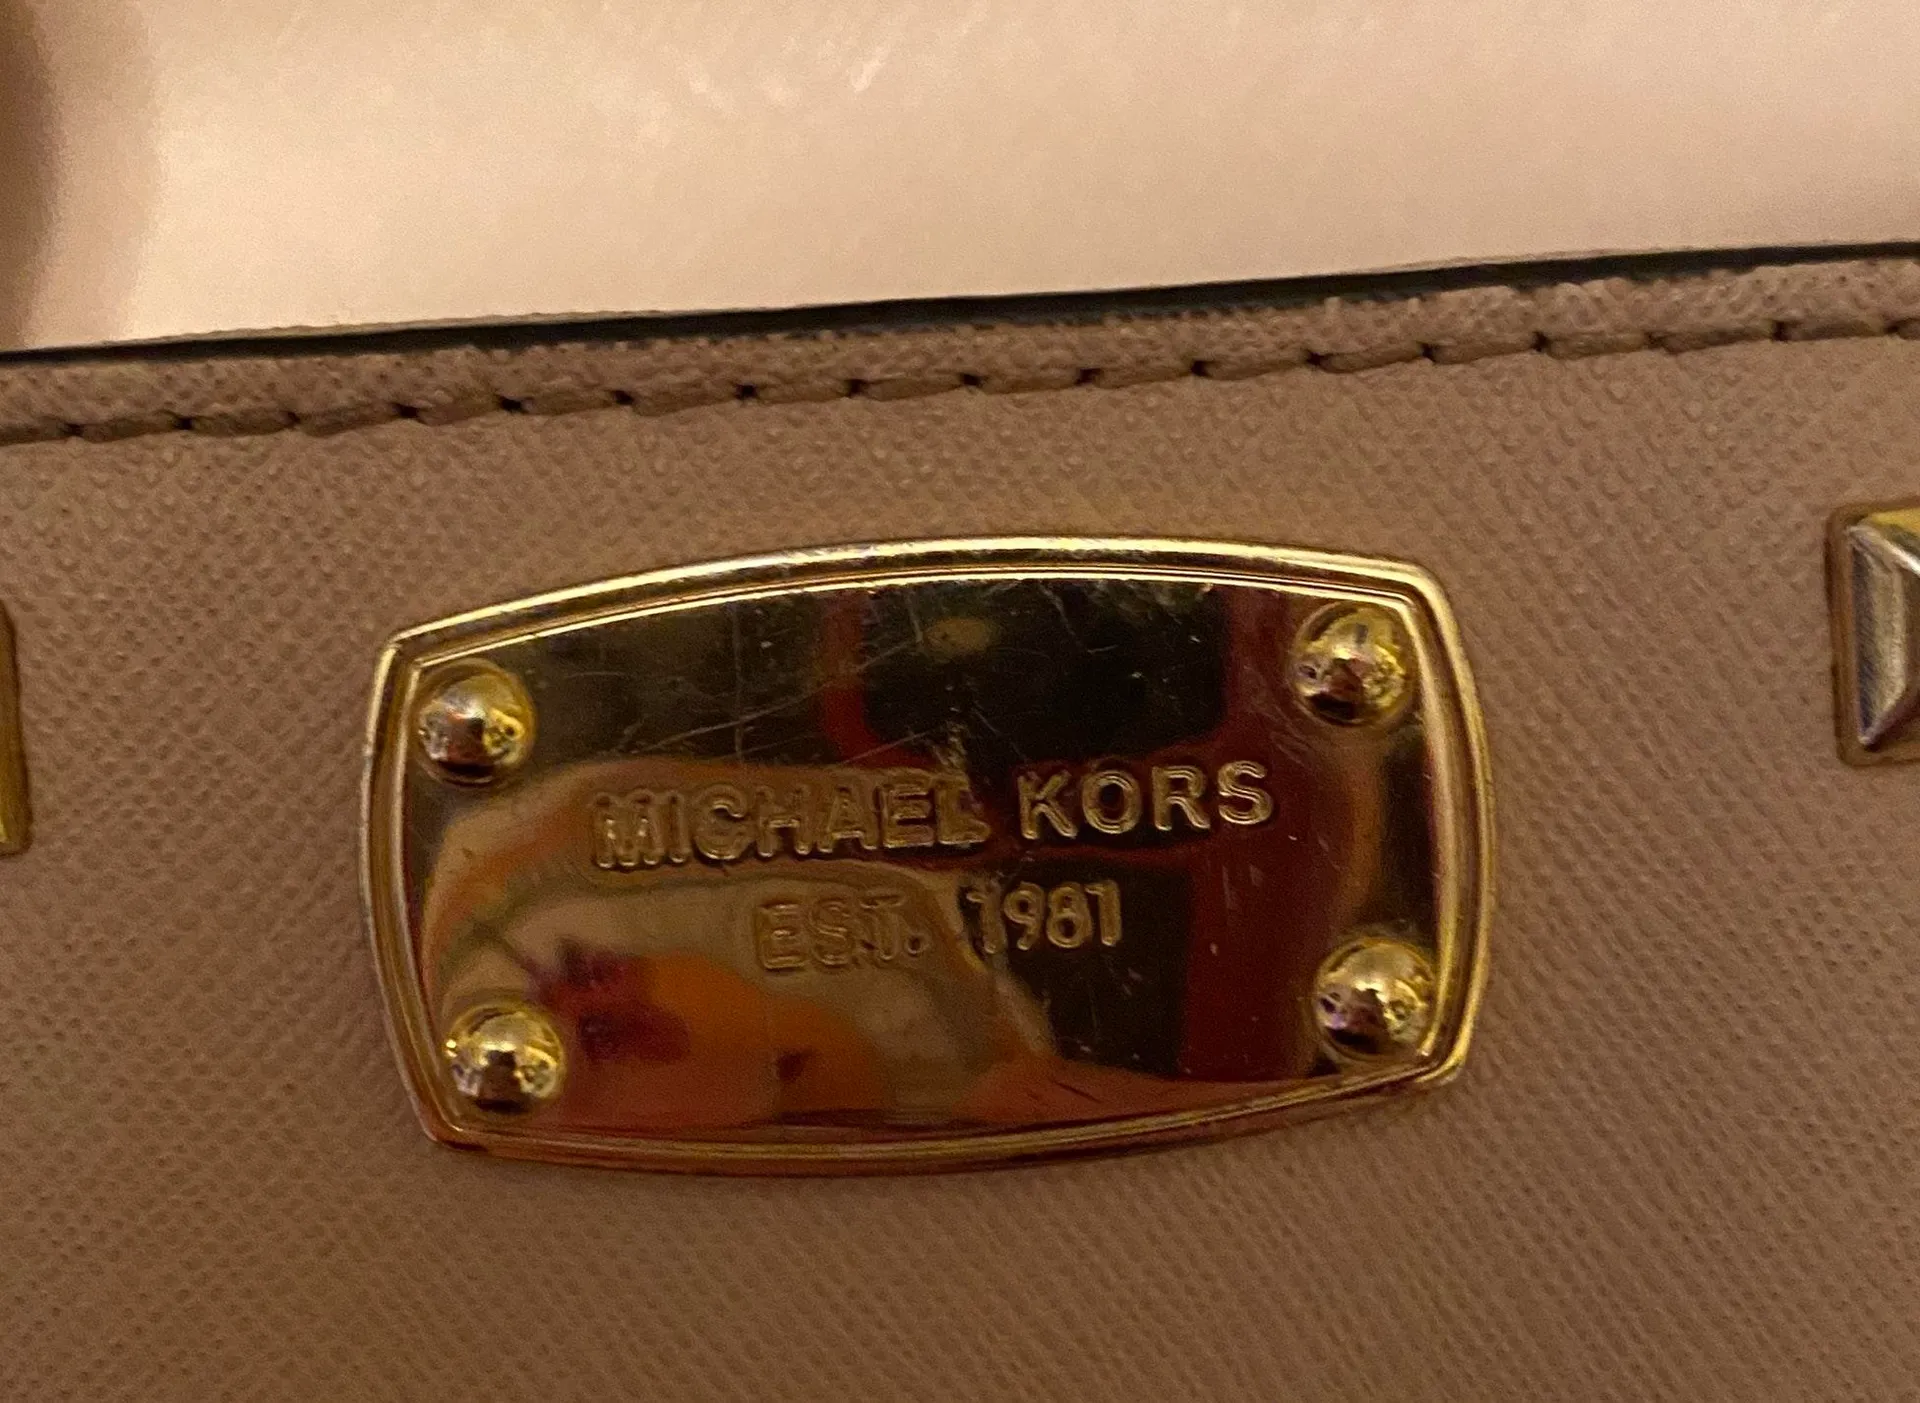 MICHAEL KORS
EST. 1981